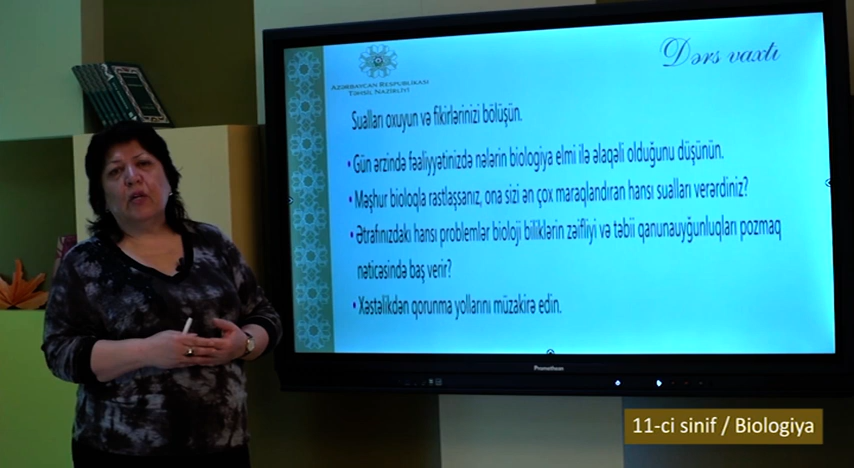 Dərs vaxtı
AZƏRBAYCAN RESPUBLİKASI
TƏHSİL NAZİRLİYİ
Sualları oxuyun və fikirlərinizi bölüşün.
• Gün ərzində fəaliyyətinizdə nələrin biologiya elmi ilə əlaqəli olduğunu düşünün.
• Məşhur bioloqla rastlaşsanız, ona sizi ən çox maraqlandıran hansı sualları verərdiniz?
• Ətrafınızdakı hansı problemlər bioloji biliklərin zəifliyi və təbii qanunauyğunluqları pozmaq
nəticəsində baş verir?
• Xəstəlikdən qorunma yollarını müzakirə edin.
Promethean
11-ci sinif / Biologiya